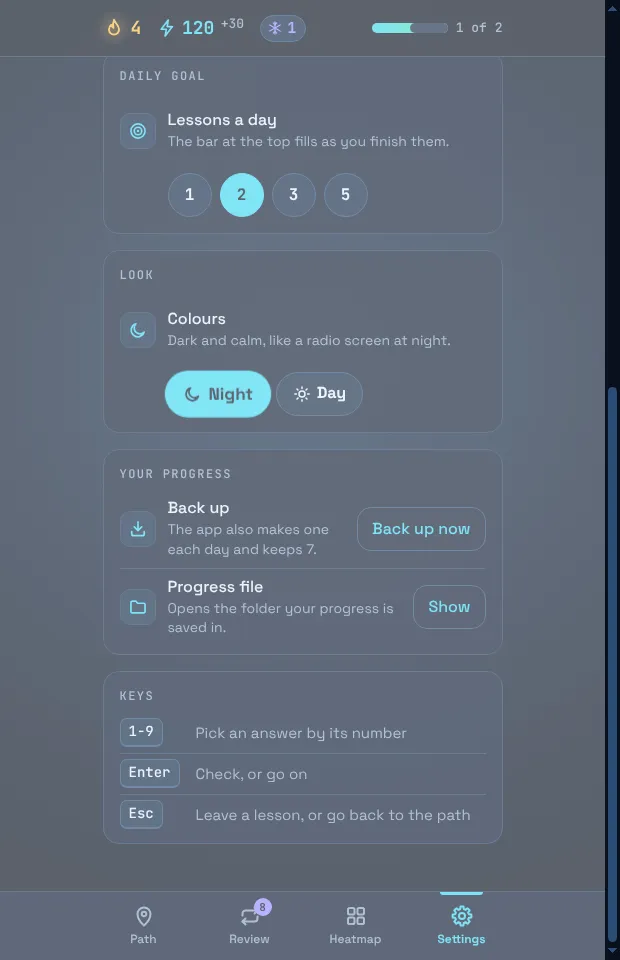 4 120 +30 1 1 of 2
DAILY GOAL
Lessons a day
The bar at the top fills as you finish them.
1 2 3 5
LOOK
Colours
Dark and calm, like a radio screen at night.
Night Day
YOUR PROGRESS
Back up
The app also makes one
each day and keeps 7.
Back up now
Progress file
Opens the folder your progress is
saved in.
Show
KEYS
1-9 Pick an answer by its number
Enter Check, or go on
Esc Leave a lesson, or go back to the path
8
Path Review Heatmap Settings